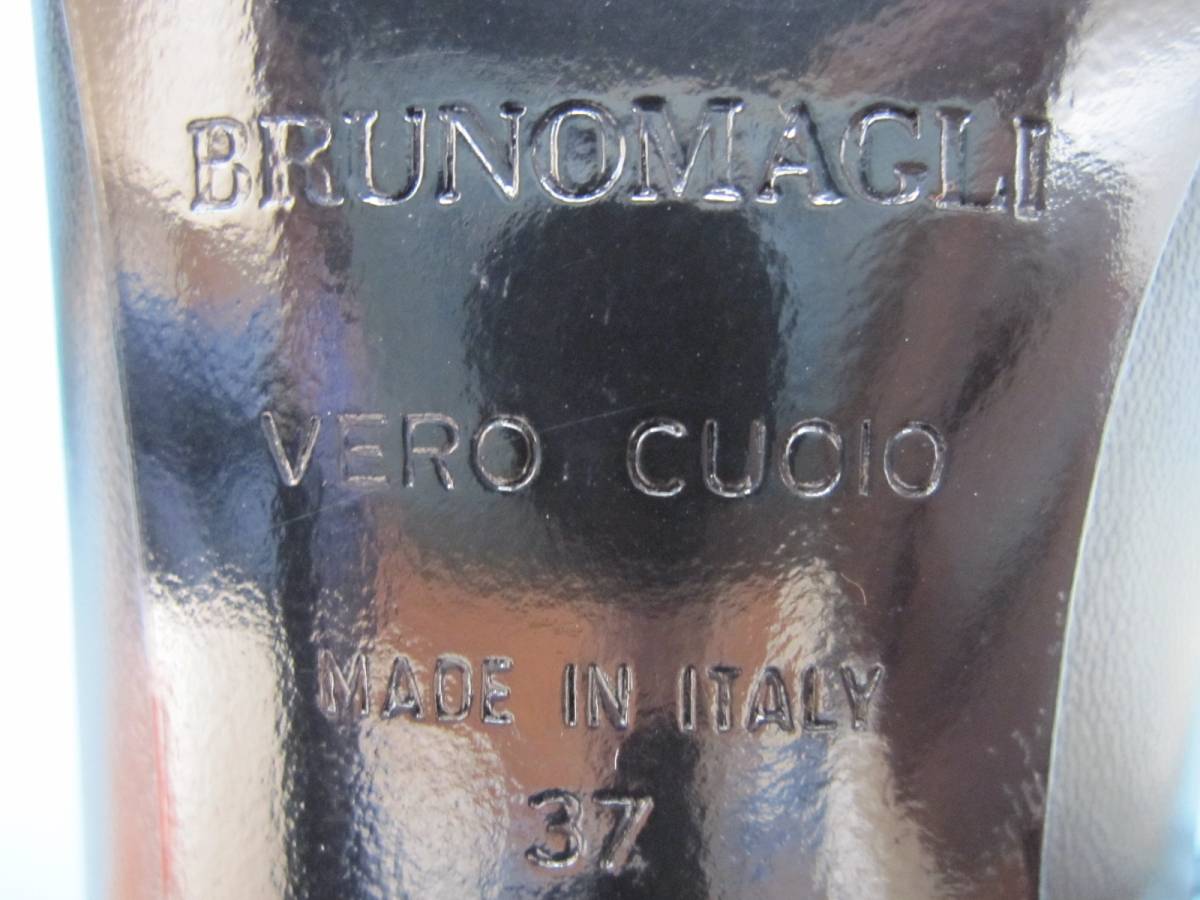 BRUNOMAGLI
VERO CUOIO
MADE IN ITALY
37